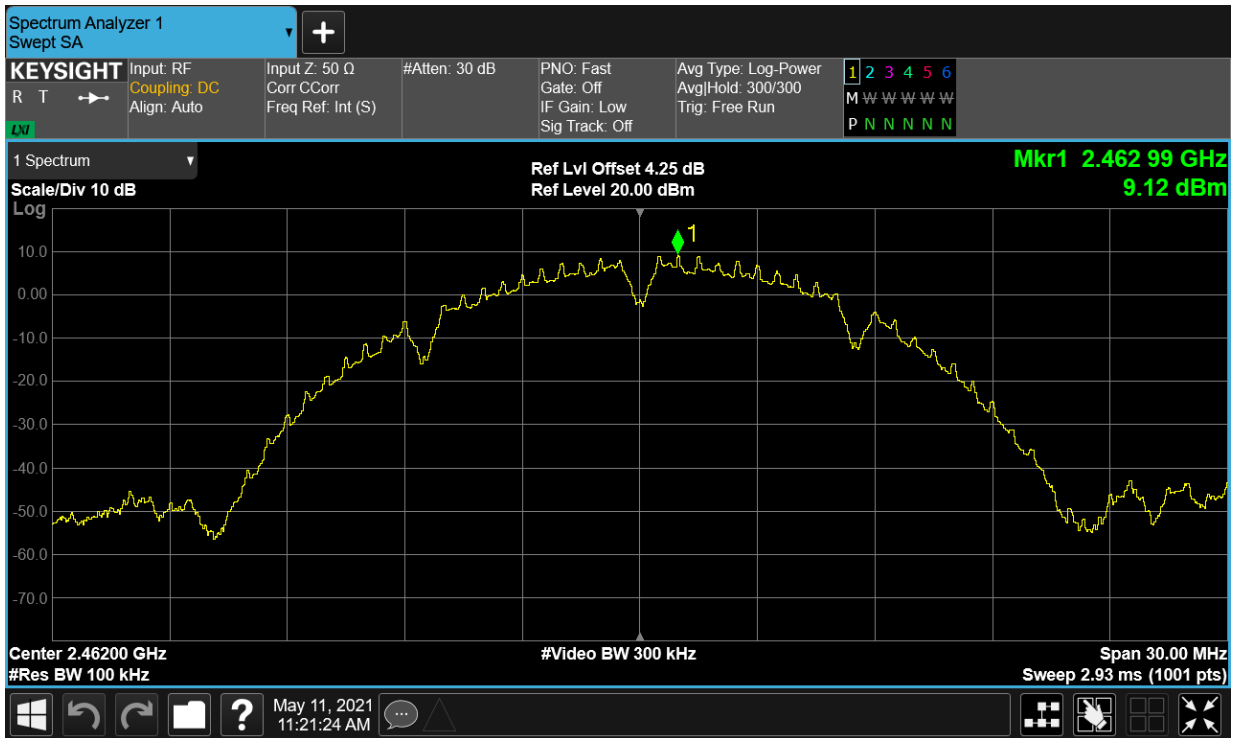 Spectrum Analyzer 1
Swept SA
▼
+
KEYSIGHT
R T
LXI
Input: RF
Coupling: DC
Align: Auto
Input Z: 50 Ω
Corr CCorr
Freq Ref: Int (S)
#Atten: 30 dB
PNO: Fast
Gate: Off
IF Gain: Low
Sig Track: Off
Avg Type: Log-Power
Avg|Hold: 300/300
Trig: Free Run
1 2 3 4 5 6
M W W W W W
P N N N N N N
1 Spectrum ▼
Scale/Div 10 dB
Log
Ref Lvl Offset 4.25 dB
Ref Level 20.00 dBm
Mkr1 2.462 99 GHz
9.12 dBm
1
10.0
0.00
-10.0
-20.0
-30.0
-40.0
-50.0
-60.0
-70.0
Center 2.46200 GHz
#Video BW 300 kHz
Span 30.00 MHz
#Res BW 100 kHz
Sweep 2.93 ms (1001 pts)
?
May 11, 2021
11:21:24 AM
...